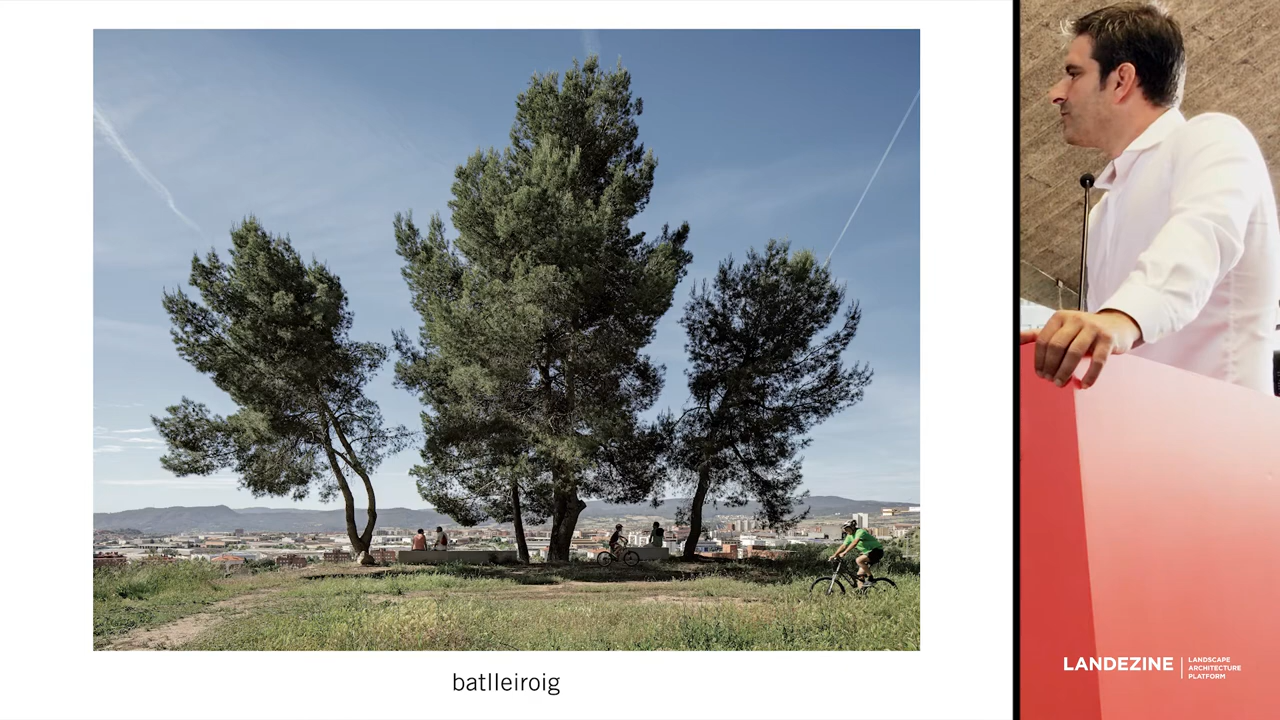 batlleiroig
LANDEZINE
LANDSCAPE
ARCHITECTURE
PLATFORM